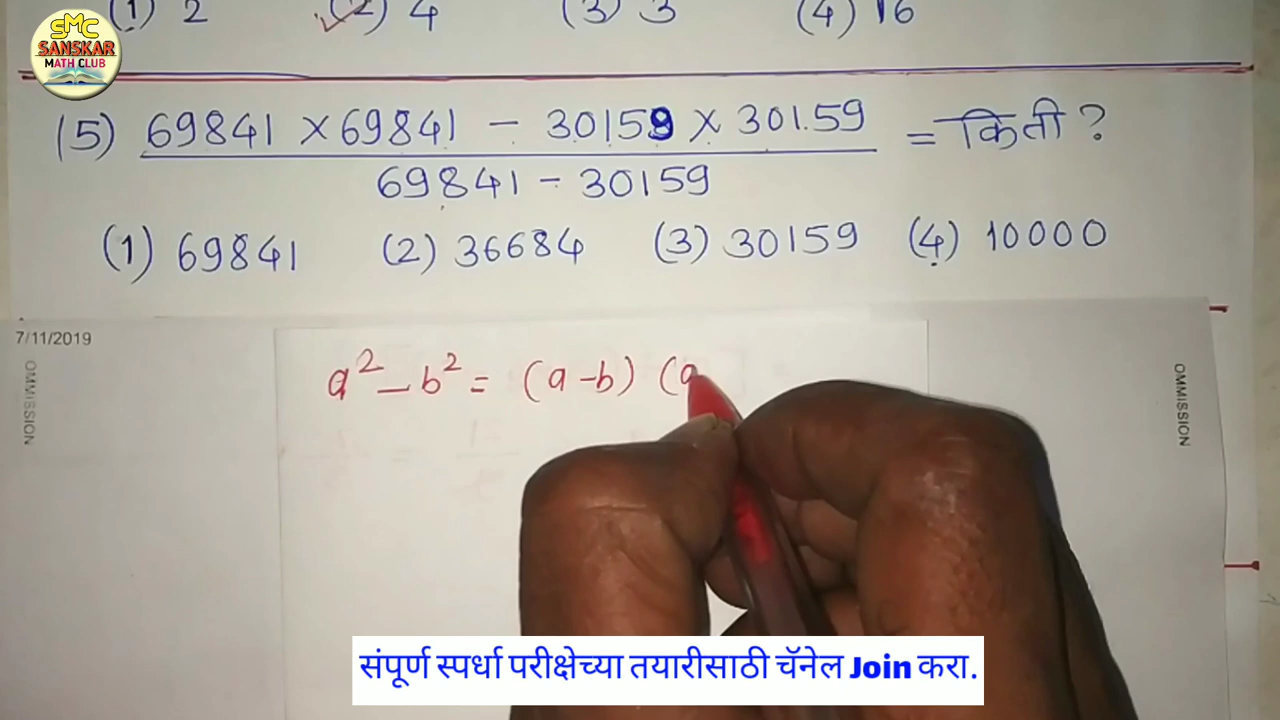 (1) 2 (2) 4 (3) 3 (4) 16
SMC
SANSKAR
MATH CLUB
(5) 69841 × 69841 − 30159 × 30159 = किती ?
69841 − 30159
(1) 69841 (2) 36684 (3) 30159 (4) 10000
7/11/2019
OMMISSION
OMMISSION
a² − b² = (a − b) (a
संपूर्ण स्पर्धा परीक्षेच्या तयारीसाठी चॅनेल Join करा.